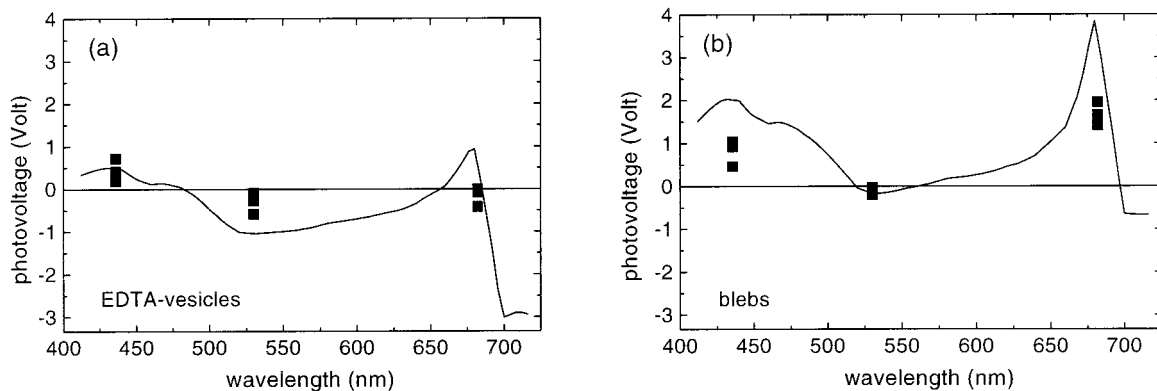 (a)
photovoltage (Volt)
4
3
2
1
0
-1
-2
-3
EDTA-vesicles
400 450 500 550 600 650 700
wavelength (nm)
(b)
photovoltage (Volt)
4
3
2
1
0
-1
-2
-3
blebs
400 450 500 550 600 650 700
wavelength (nm)